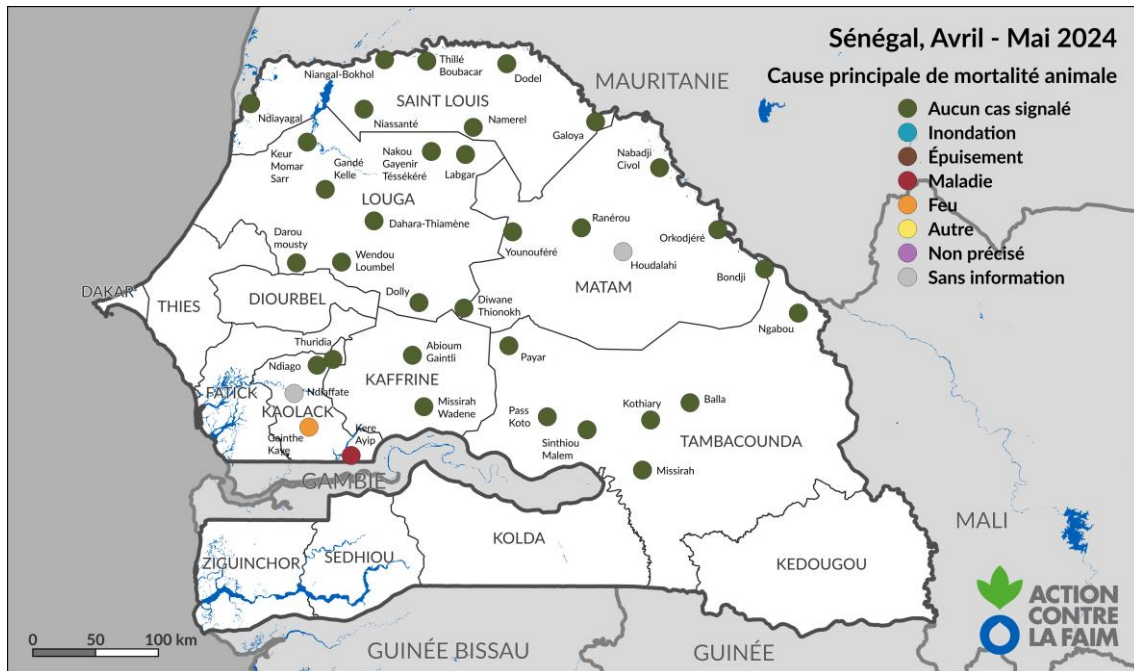 Sénégal, Avril - Mai 2024
Cause principale de mortalité animale
Aucun cas signalé
Inondation
Épuisement
Maladie
Feu
Autre
Non précisé
Sans information
MAURITANIE
Niangal-Bokhol
Thillé
Boubacar
Dodel
SAINT LOUIS
Ndiayagal
Niassanté
Namerel
Galoya
Keur
Momar
Sarr
Gandé
Kelle
Nakou
Gayenir
Téssékéré
Labgar
Nabadji
Civol
LOUGA
Dahara-Thiamène
Ranérou
Younouféré
Orkodjéré
Darou
mousty
Wendou
Loumbel
Houdalahi
Bondji
MATAM
DAKAR
THIES
DIOURBEL
Dolly
Diwane
Thionokh
Ngabou
Thuridia
Ndiago
Abioum
Gaintli
Payar
KAFFRINE
FATICK
Ndiaffate
KAOLACK
Missirah
Wadene
Pass
Koto
Kothiary
Balla
Gainthe
Kaye
Kere
Ayip
Sinthiou
Malem
TAMBACOUNDA
Missirah
GAMBIE
MALI
ZIGUINCHOR
SEDHIOU
KOLDA
KEDOUGOU
GUINÉE BISSAU
GUINÉE
0 50 100 km
ACTION
CONTRE
LA FAIM